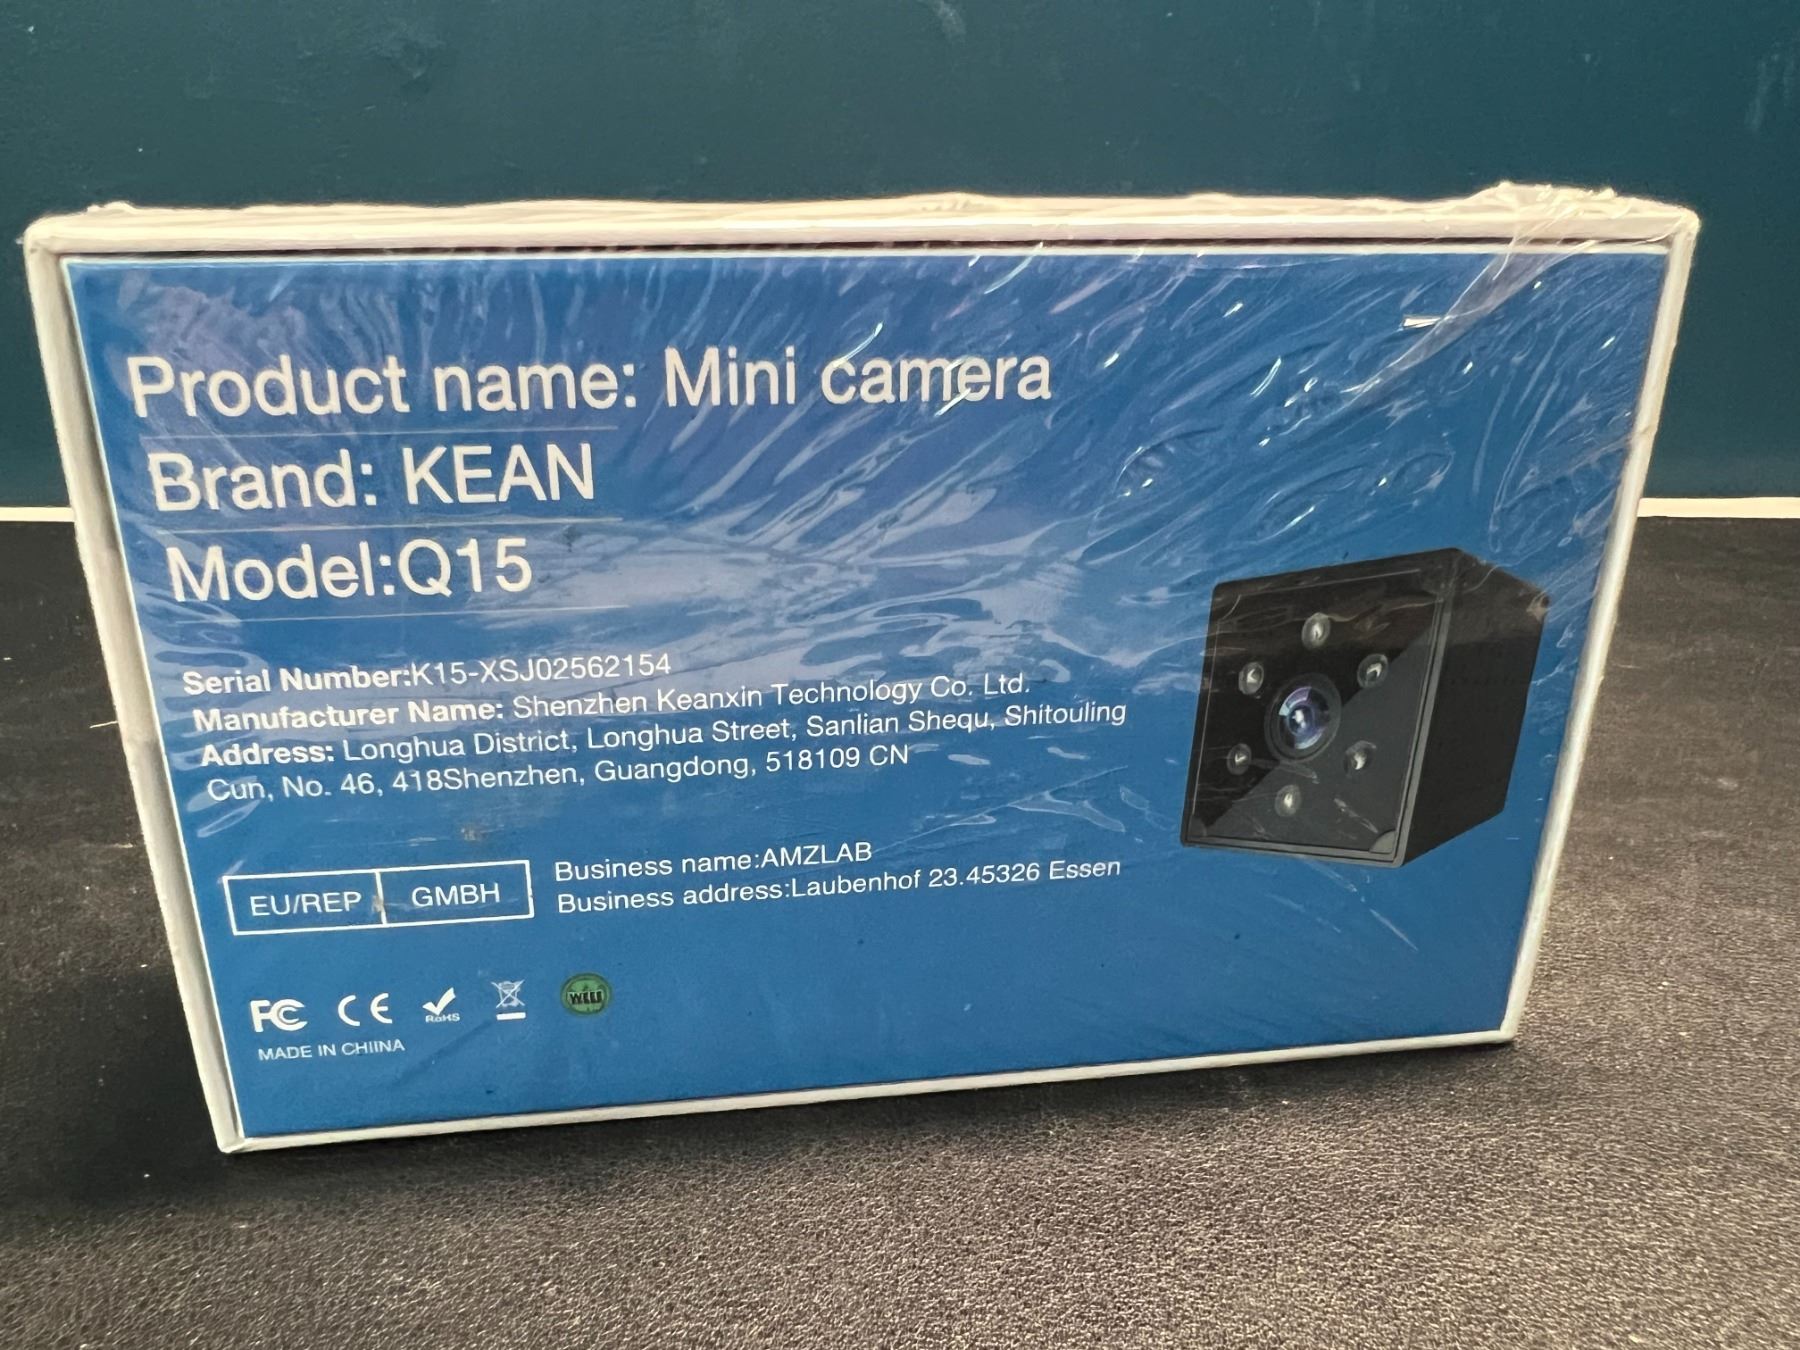 Product name: Mini camera
Brand: KEAN
Model:Q15
Serial Number:K15-XSJ02562154
Manufacturer Name: Shenzhen Keanxin Technology Co. Ltd.
Address: Longhua District, Longhua Street, Sanlian Shequ, Shitouling
Cun, No. 46, 418Shenzhen, Guangdong, 518109 CN
EU/REP GMBH
Business name:AMZLAB
Business address:Laubenhof 23.45326 Essen
FC CE RoHS
MADE IN CHIINA